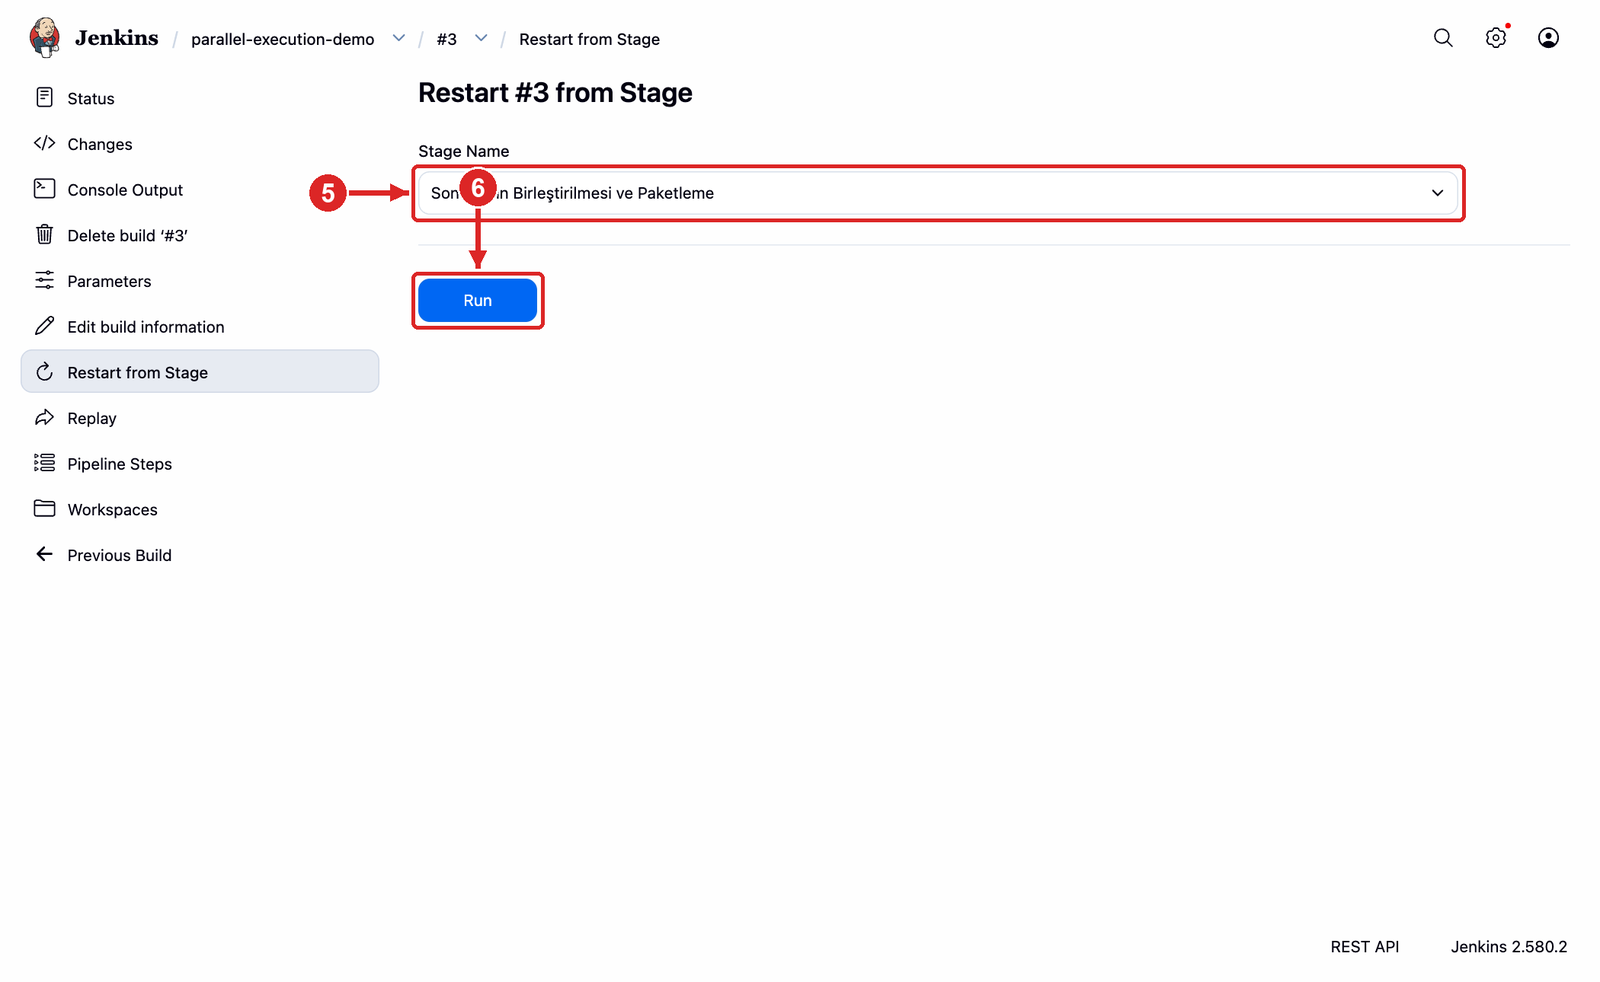 Jenkins / parallel-execution-demo / #3 / Restart from Stage
Status
Changes
Console Output
Delete build ‘#3’
Parameters
Edit build information
Restart from Stage
Replay
Pipeline Steps
Workspaces
Previous Build
Restart #3 from Stage
Stage Name
5
6
Birleştirilmesi ve Paketleme
Run
REST API
Jenkins 2.580.2